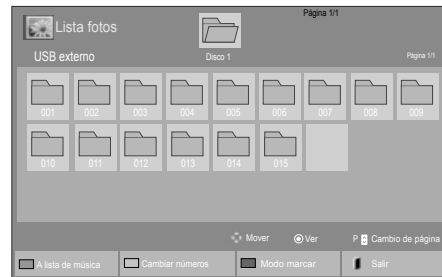 Página 1/1
Lista fotos
USB externo
Disco 1
Página 1/1
001 002 003 004 005 006 007 008 009
010 011 012 013 014 015
Mover Ver P Cambio de página
A lista de música Cambiar números Modo marcar Salir